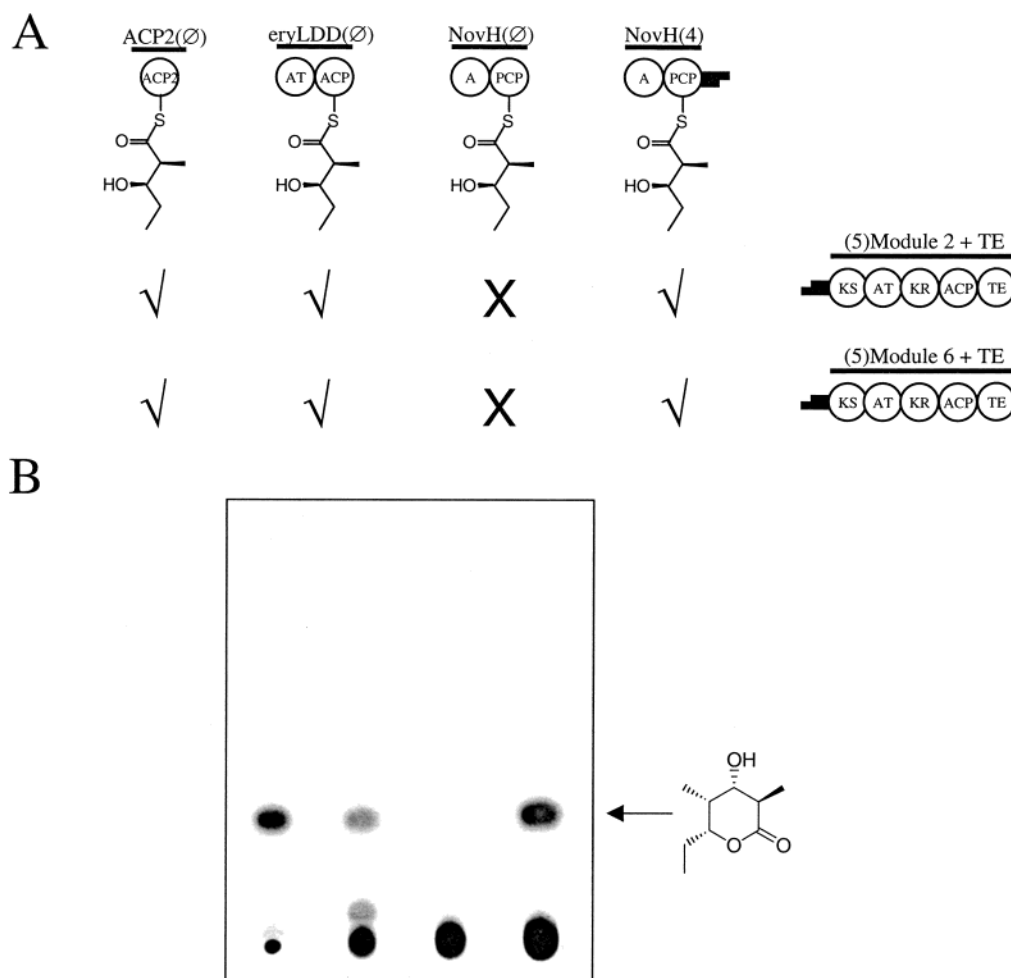 A
ACP2(∅) eryLDD(∅) NovH(∅) NovH(4)
ACP2 AT ACP A PCP A PCP
S S S S
O O O O
HO HO HO HO
(5)Module 2 + TE
√ √ X √ KS AT KR ACP TE
(5)Module 6 + TE
√ √ X √ KS AT KR ACP TE
B
OH
O O